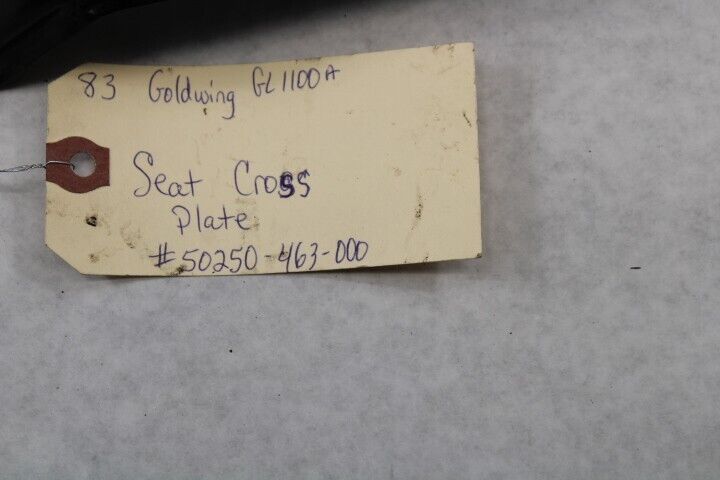 83 Goldwing GL1100A
Seat Cross
Plate
#50250-463-000